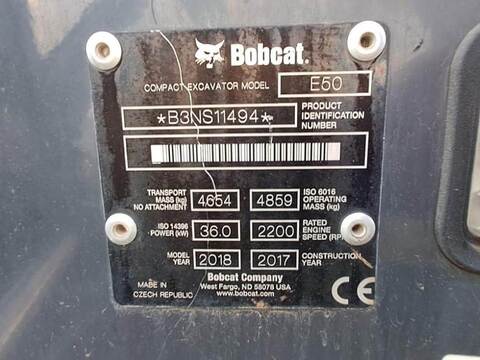 Bobcat.
COMPACT EXCAVATOR MODEL E50
*B3NS11494* PRODUCT IDENTIFICATION NUMBER
TRANSPORT MASS (kg) NO ATTACHMENT 4654 4859 ISO 6016 OPERATING MASS (kg)
ISO 14396 POWER (kW) 36.0 2200 RATED ENGINE SPEED (RP
MODEL YEAR 2018 2017 CONSTRUCTION YEAR
MADE IN CZECH REPUBLIC
Bobcat Company
West Fargo, ND 58078 USA
www.bobcat.com
CE